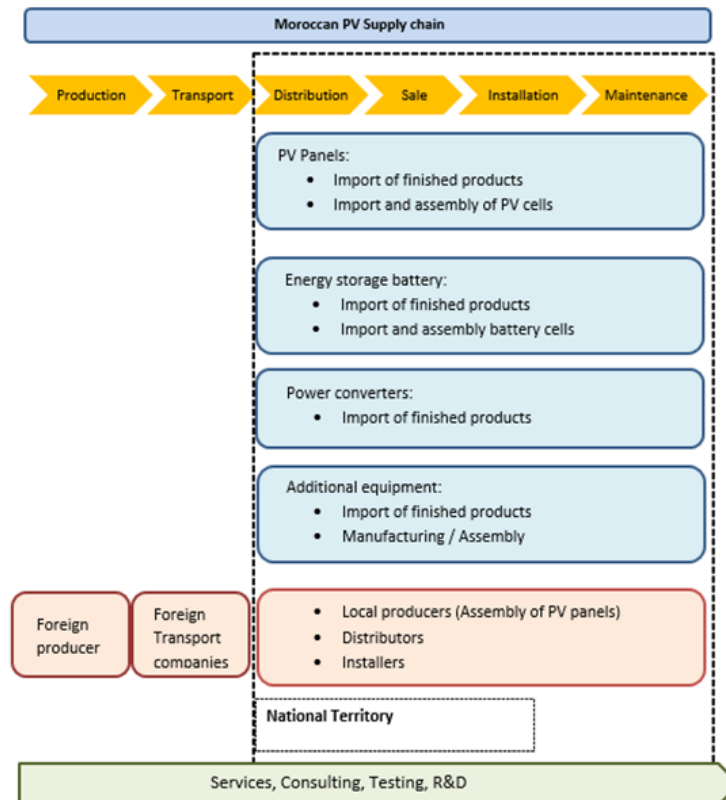 Moroccan PV Supply chain
Production
Transport
Distribution
Sale
Installation
Maintenance
PV Panels:
• Import of finished products
• Import and assembly of PV cells
Energy storage battery:
• Import of finished products
• Import and assembly battery cells
Power converters:
• Import of finished products
Additional equipment:
• Import of finished products
• Manufacturing / Assembly
Foreign
producer
Foreign
Transport
companies
• Local producers (Assembly of PV panels)
• Distributors
• Installers
National Territory
Services, Consulting, Testing, R&D